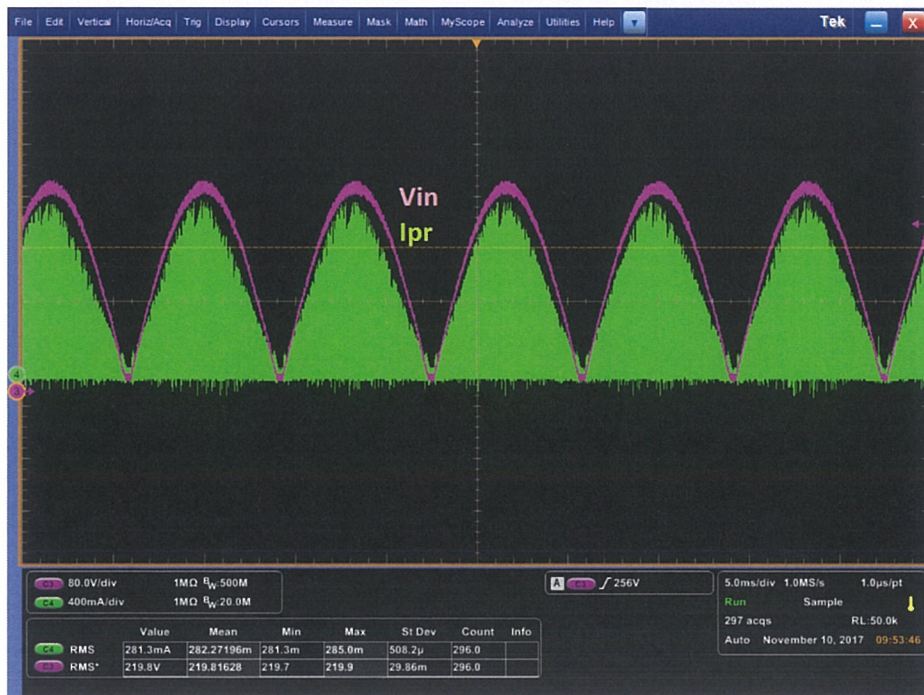 File Edit Vertical Horiz/Acq Trig Display Cursors Measure Mask Math MyScope Analyze Utilities Help Tek X
Vin
Ipr
4
3
C3 80.0V/div 1MΩ BW:500M
C4 400mA/div 1MΩ BW:20.0M
A C3 256V
5.0ms/div 1.0MS/s 1.0µs/pt
Run Sample
297 acqs RL:50.0k
Auto November 10, 2017 09:53:46
Value Mean Min Max St Dev Count Info
C4 RMS 281.3mA 282.27196m 281.3m 285.0m 508.2µ 296.0
C3 RMS* 219.8V 219.81628 219.7 219.9 29.86m 296.0